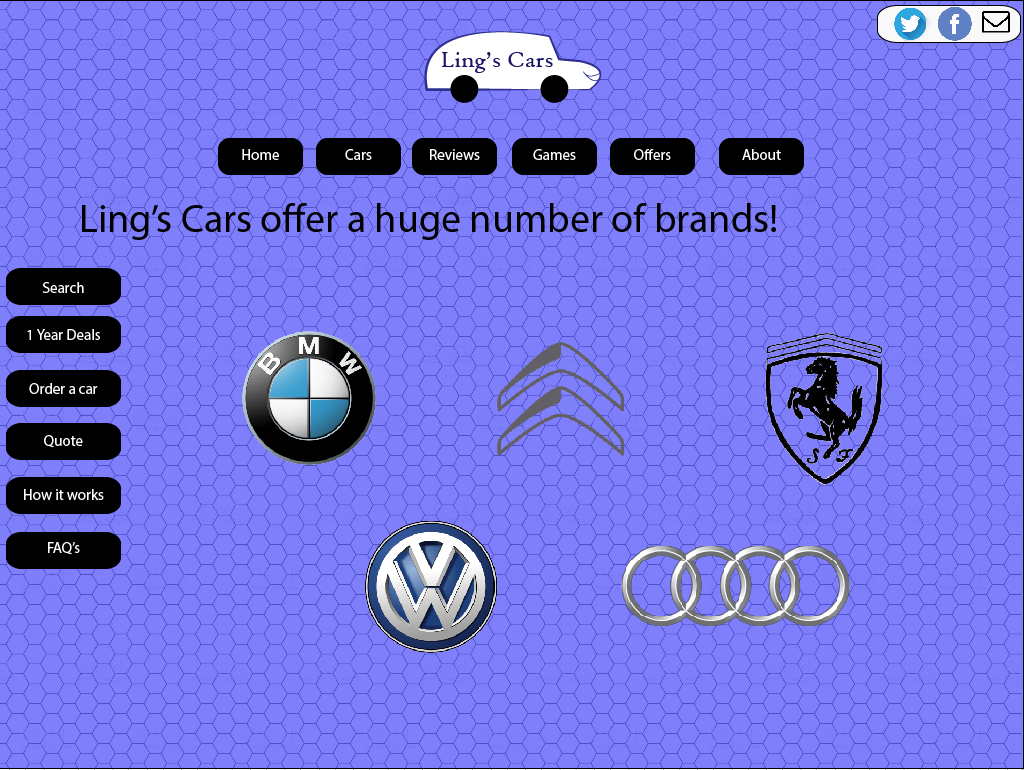 Ling's Cars
Home
Cars
Reviews
Games
Offers
About
Ling's Cars offer a huge number of brands!
Search
1 Year Deals
Order a car
Quote
How it works
FAQ's
BMW
S F
VW